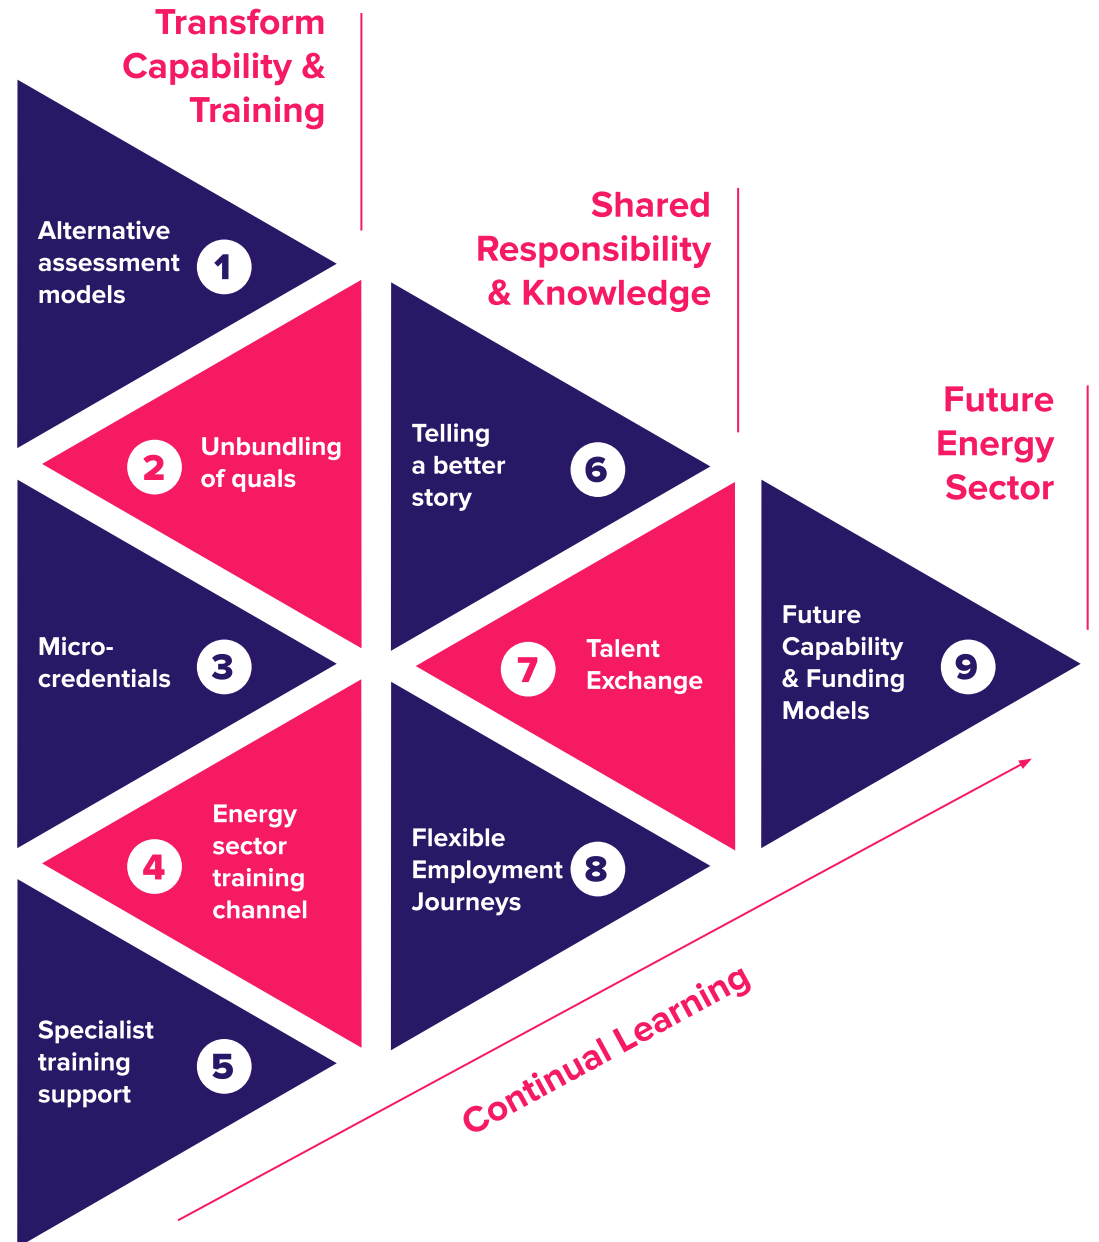 Transform
Capability &
Training
Alternative
assessment
models
1
2
Unbundling
of quals
Micro-
credentials
3
4
Energy
sector
training
channel
Specialist
training
support
5
Shared
Responsibility
& Knowledge
Telling
a better
story
6
7
Talent
Exchange
Flexible
Employment
Journeys
8
Future
Energy
Sector
Future
Capability
& Funding
Models
9
Continual Learning